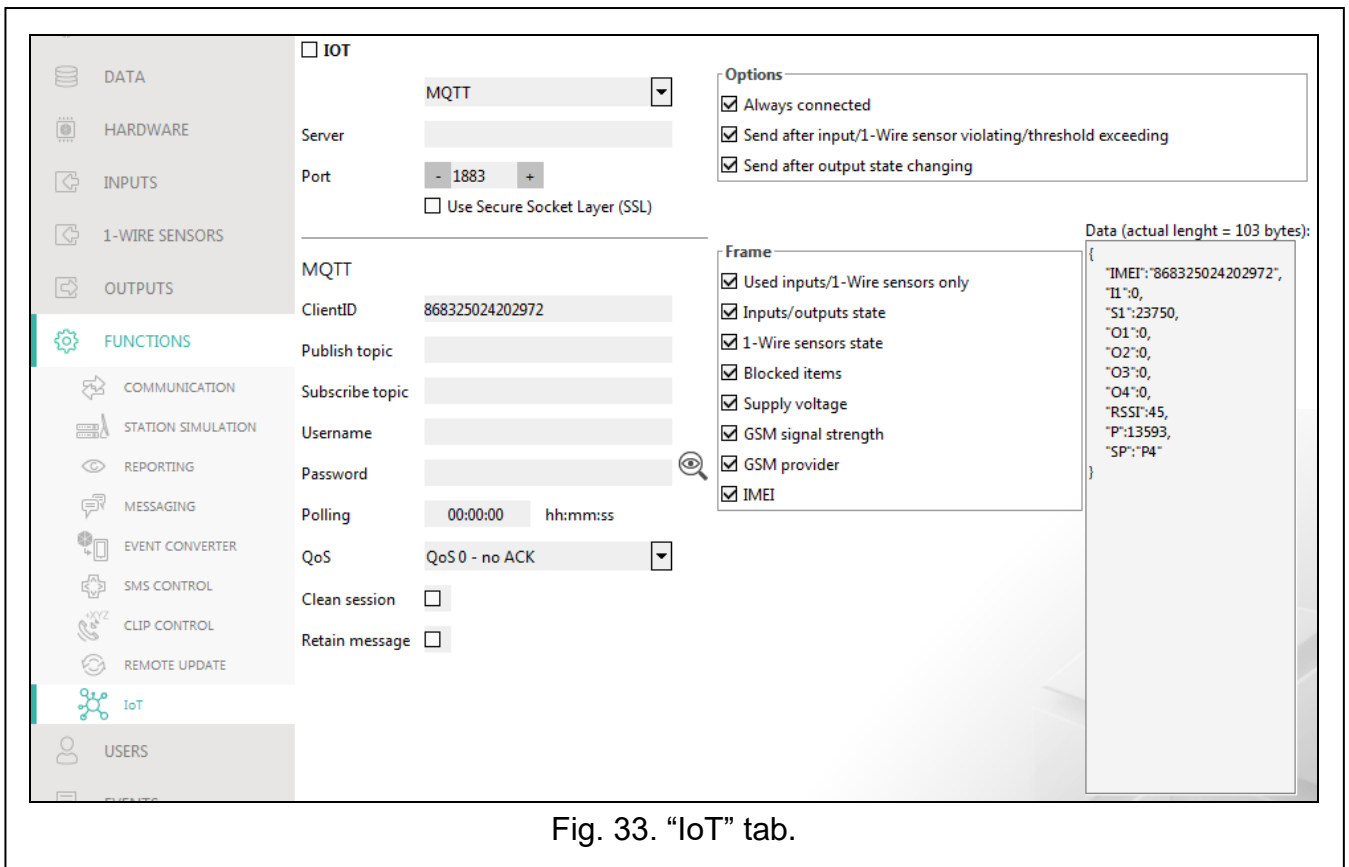 DATA
HARDWARE
INPUTS
1-WIRE SENSORS
OUTPUTS
FUNCTIONS
COMMUNICATION
STATION SIMULATION
REPORTING
MESSAGING
EVENT CONVERTER
SMS CONTROL
+XYZ
CLIP CONTROL
REMOTE UPDATE
IoT
USERS
IOT
MQTT
Server
Port - 1883 +
Use Secure Socket Layer (SSL)
MQTT
ClientID 868325024202972
Publish topic
Subscribe topic
Username
Password
Polling 00:00:00 hh:mm:ss
QoS QoS 0 - no ACK
Clean session
Retain message
Options
Always connected
Send after input/1-Wire sensor violating/threshold exceeding
Send after output state changing
Frame
Used inputs/1-Wire sensors only
Inputs/outputs state
1-Wire sensors state
Blocked items
Supply voltage
GSM signal strength
GSM provider
IMEI
Data (actual lenght = 103 bytes):
{
"IMEI":"868325024202972",
"I1":0,
"S1":23750,
"O1":0,
"O2":0,
"O3":0,
"O4":0,
"RSSI":45,
"P":13593,
"SP":"P4"
}
Fig. 33. “IoT” tab.